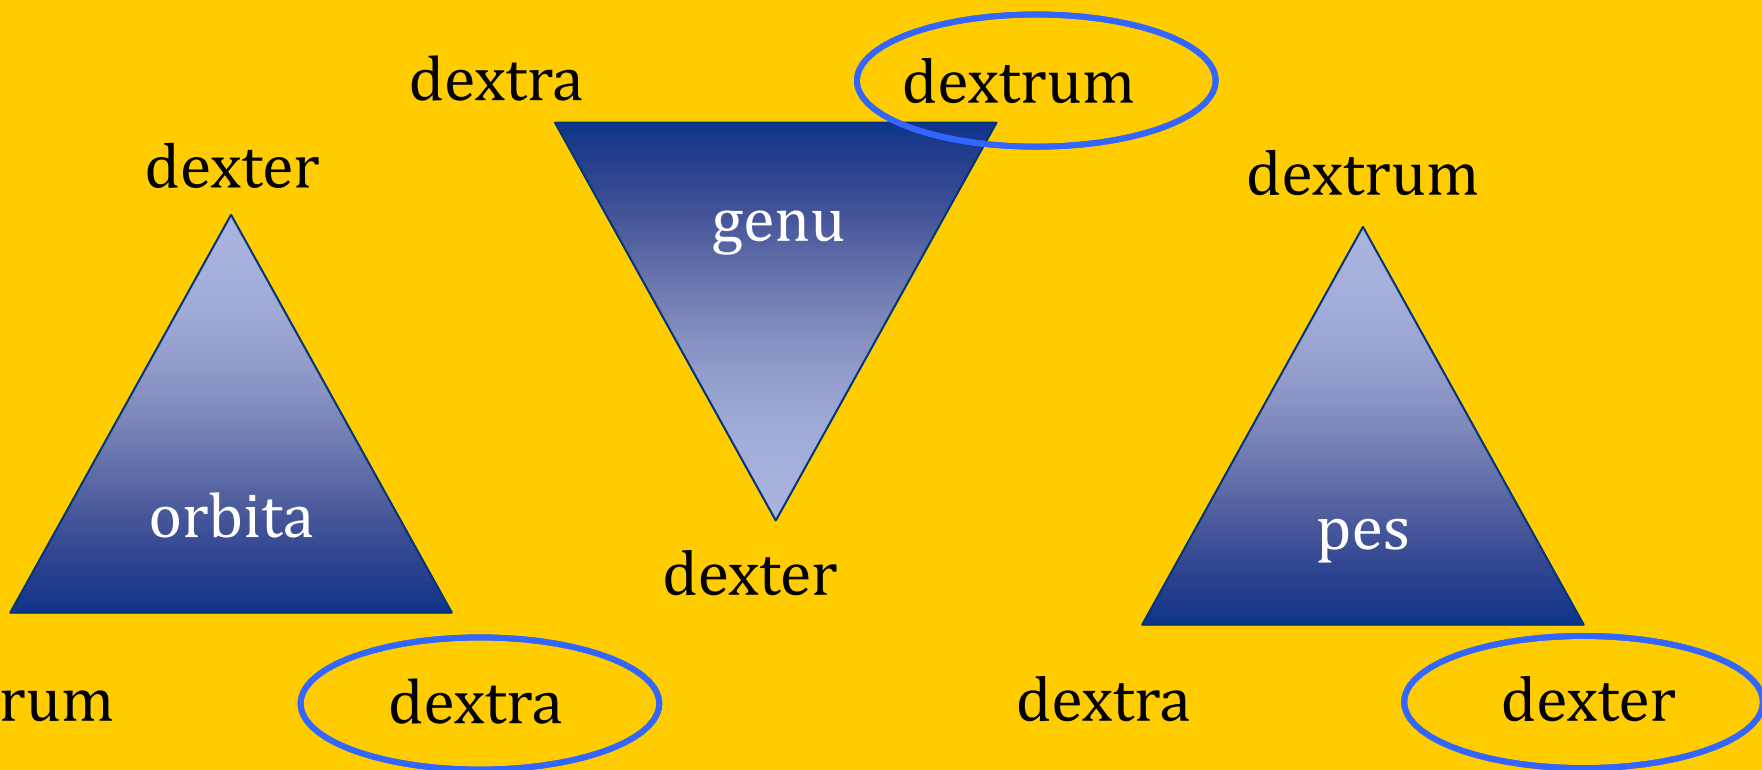 dextra
dextrum
dexter
dextrum
genu
orbita
pes
dexter
rum
dextra
dextra
dexter